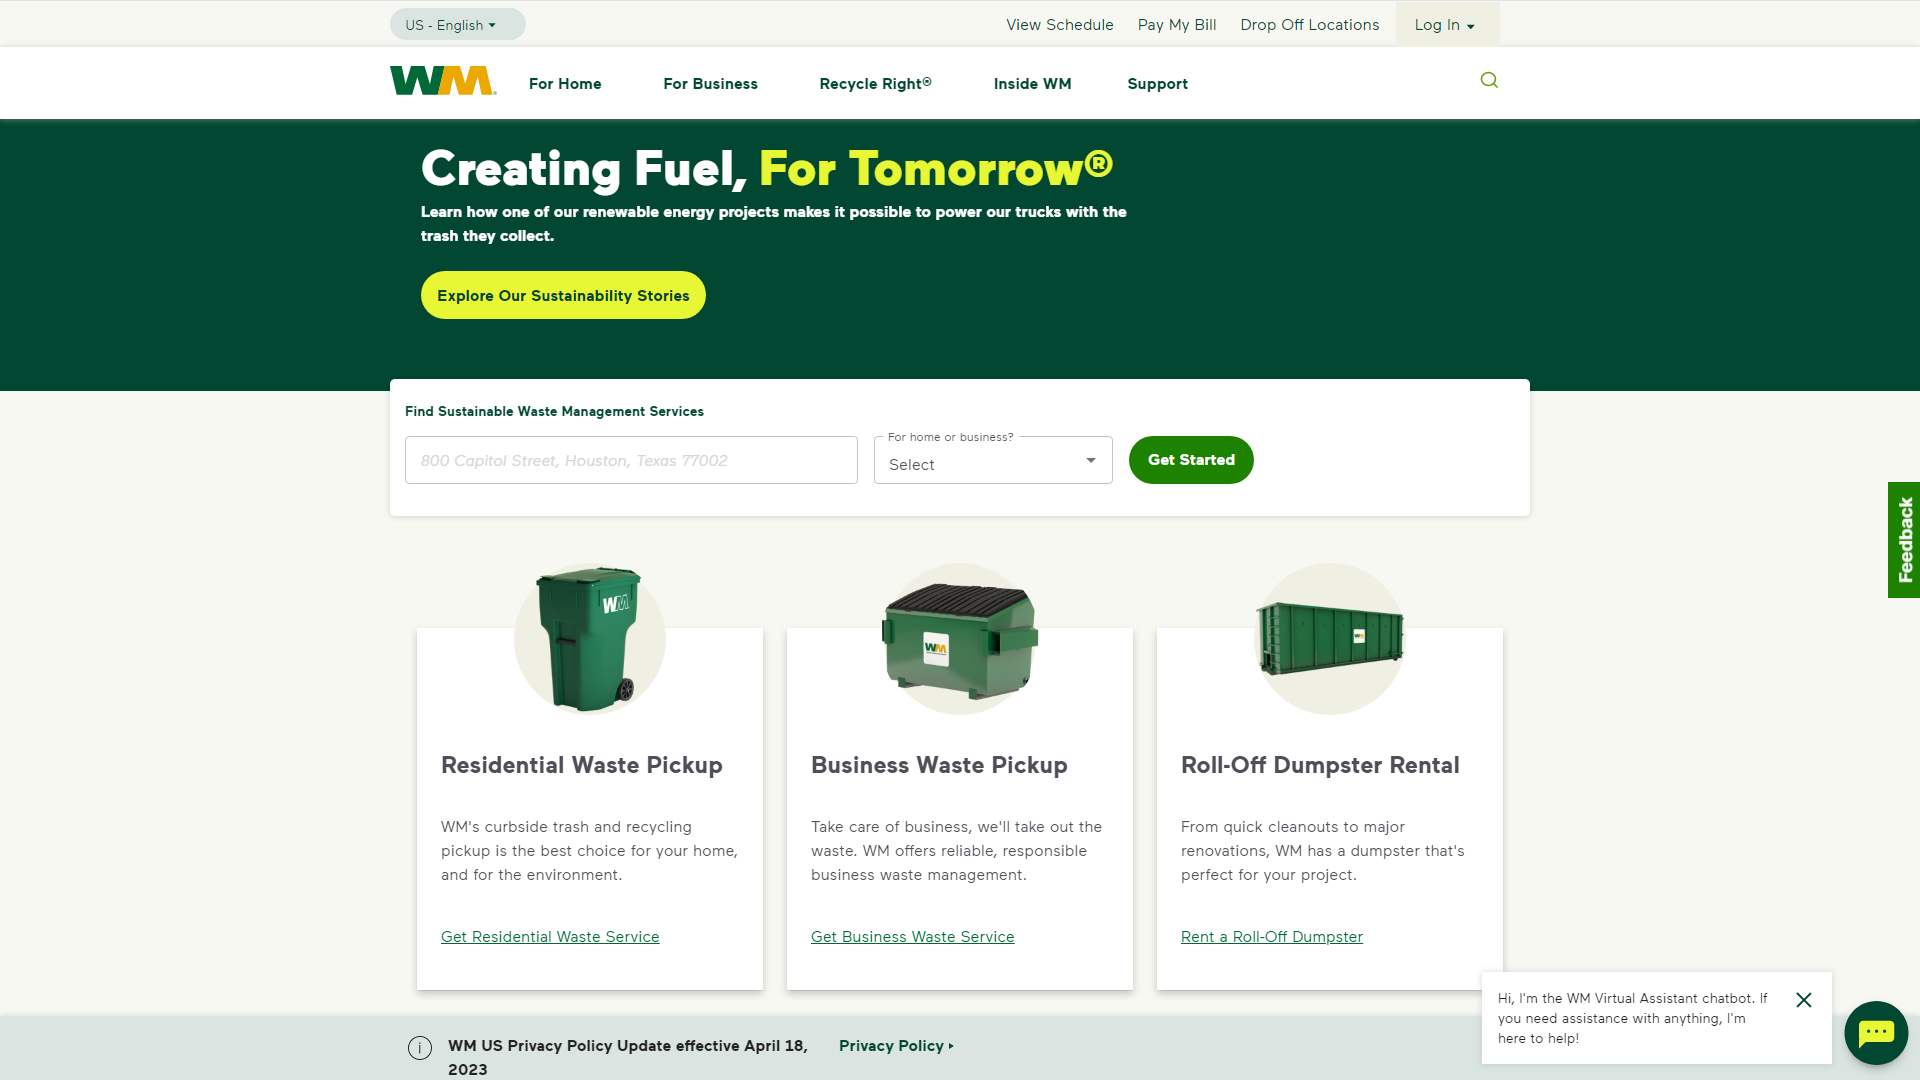 US - English
View Schedule
Pay My Bill
Drop Off Locations
Log In
WM
For Home
For Business
Recycle Right®
Inside WM
Support
Creating Fuel, For Tomorrow®
Learn how one of our renewable energy projects makes it possible to power our trucks with the
trash they collect.
Explore Our Sustainability Stories
Find Sustainable Waste Management Services
800 Capitol Street, Houston, Texas 77002
For home or business?
Select
Get Started
Feedback
WM
WM
WM
Residential Waste Pickup
WM's curbside trash and recycling
pickup is the best choice for your home,
and for the environment.
Get Residential Waste Service
Business Waste Pickup
Take care of business, we'll take out the
waste. WM offers reliable, responsible
business waste management.
Get Business Waste Service
Roll-Off Dumpster Rental
From quick cleanouts to major
renovations, WM has a dumpster that's
perfect for your project.
Rent a Roll-Off Dumpster
Hi, I'm the WM Virtual Assistant chatbot. If
you need assistance with anything, I'm
here to help!
WM US Privacy Policy Update effective April 18,
2023
Privacy Policy